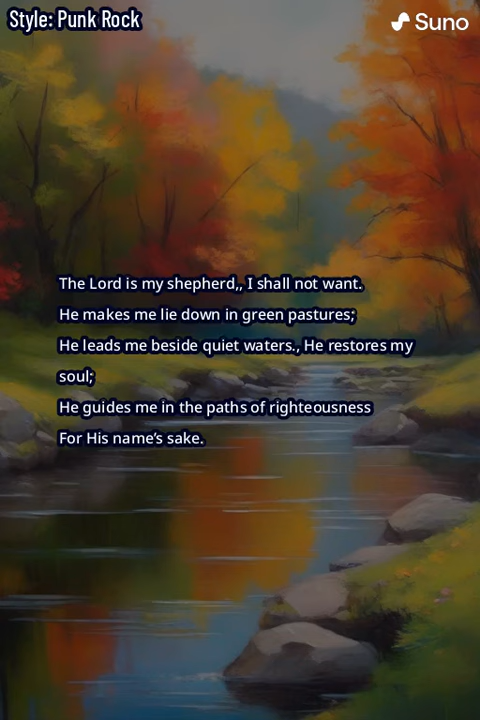 Style: Punk Rock
Suno
The Lord is my shepherd,, I shall not want.
He makes me lie down in green pastures;
He leads me beside quiet waters., He restores my
soul;
He guides me in the paths of righteousness
For His name's sake.